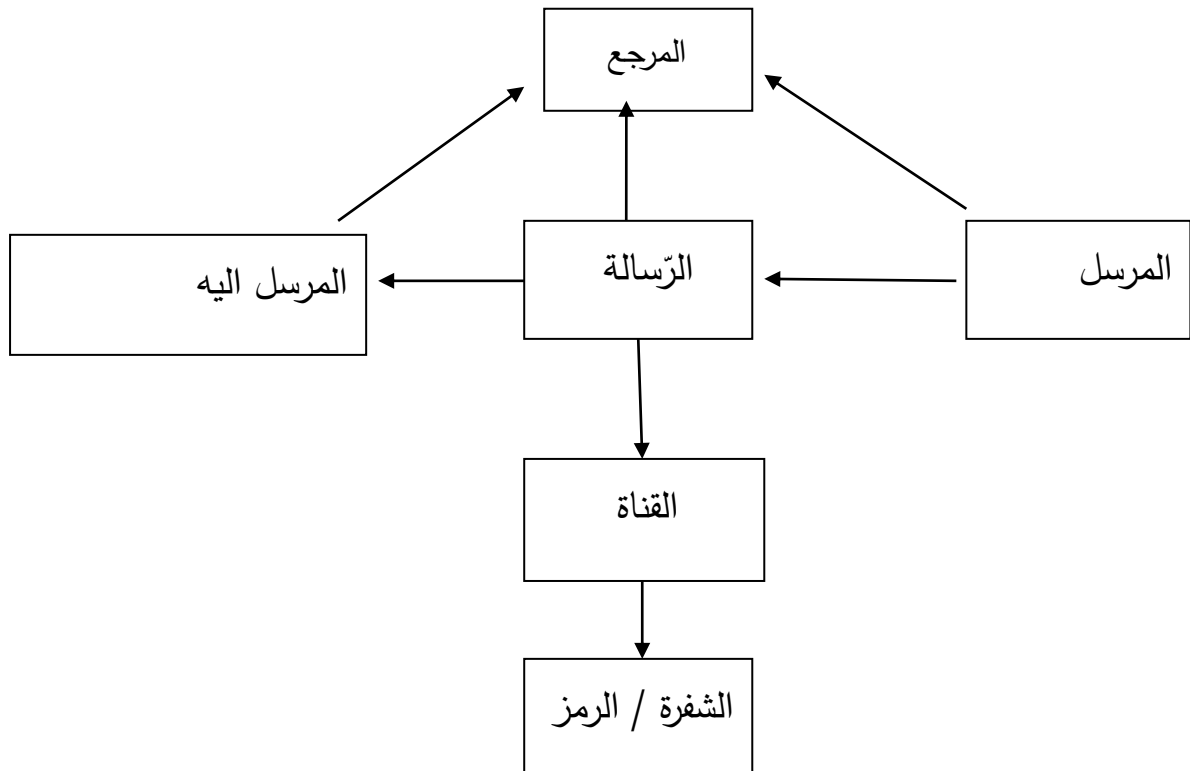 المرجع
المرسل
الرّسالة
المرسل اليه
القناة
الشفرة / الرمز